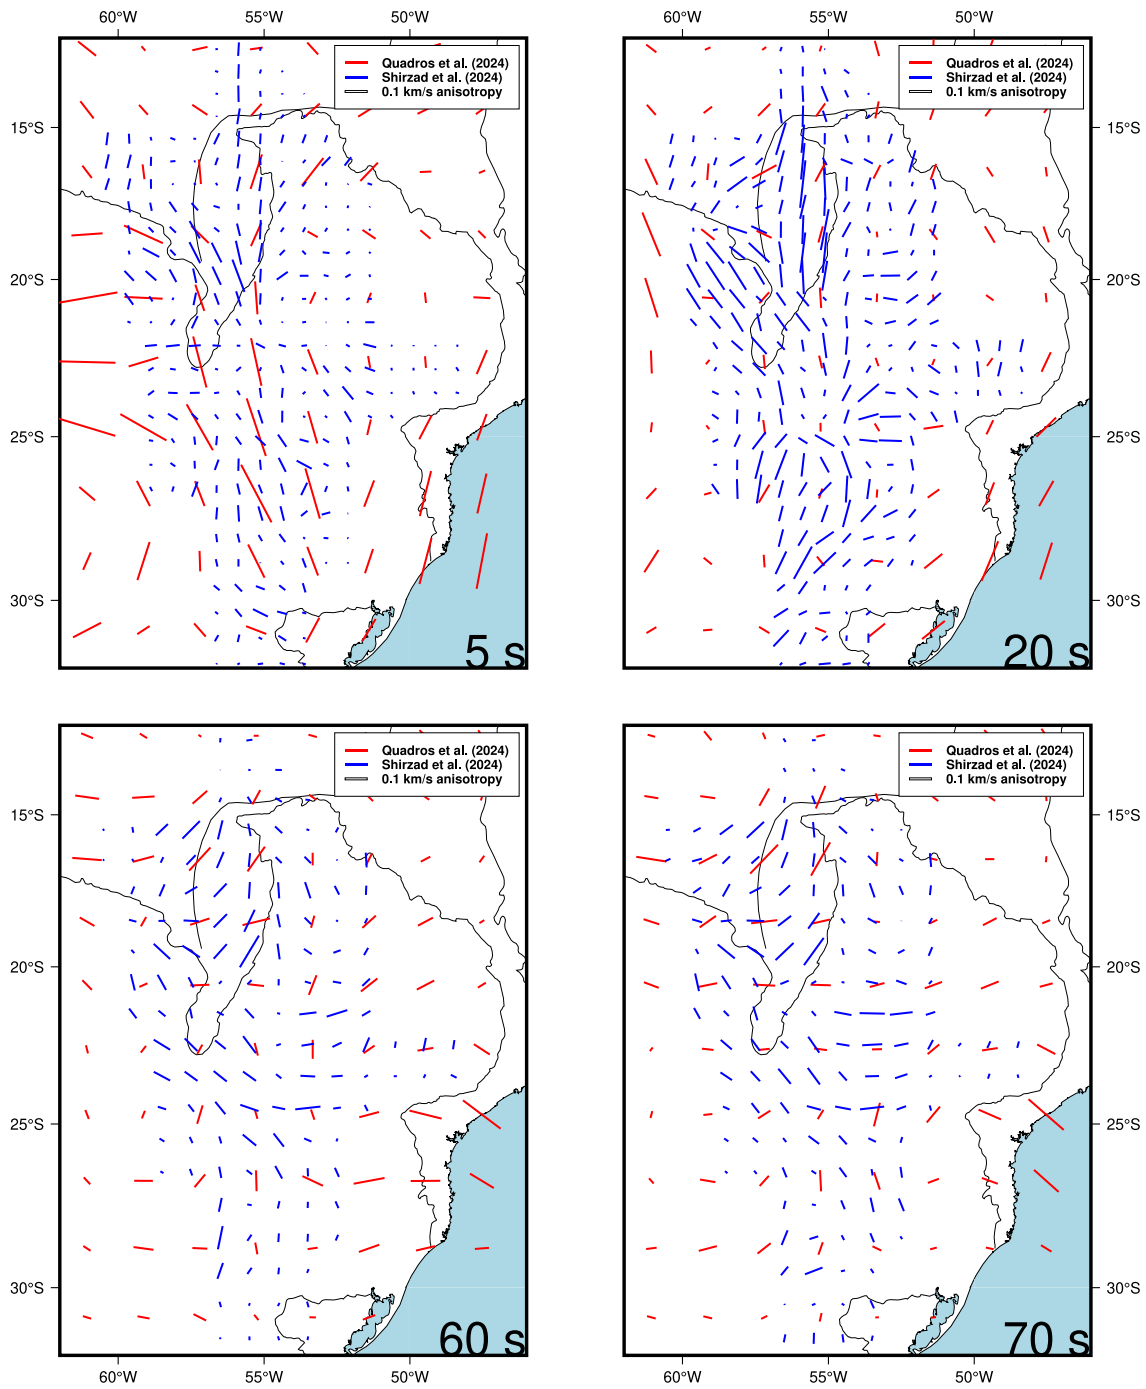 60°W 55°W 50°W 60°W 55°W 50°W
Quadros et al. (2024)
Shirzad et al. (2024)
0.1 km/s anisotropy
15°S
20°S
25°S
30°S
5 s
Quadros et al. (2024)
Shirzad et al. (2024)
0.1 km/s anisotropy
15°S
20°S
25°S
30°S
20 s
Quadros et al. (2024)
Shirzad et al. (2024)
0.1 km/s anisotropy
15°S
20°S
25°S
30°S
60 s
Quadros et al. (2024)
Shirzad et al. (2024)
0.1 km/s anisotropy
15°S
20°S
25°S
30°S
70 s
60°W 55°W 50°W 60°W 55°W 50°W